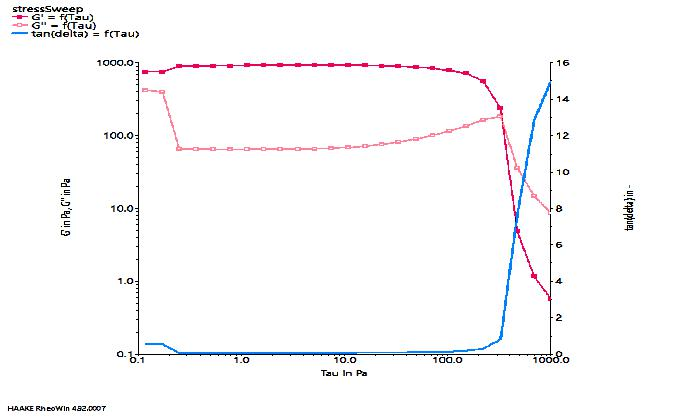 stressSweep
G' = f(Tau)
G'' = f(Tau)
tan(delta) = f(Tau)
1000.0
100.0
10.0
1.0
0.1
G' in Pa, G'' in Pa
16
14
12
10
8
6
4
2
0
tan(delta) in -
0.1
1.0
10.0
100.0
1000.0
Tau in Pa
HAAKE RheoWin 4.82.0007